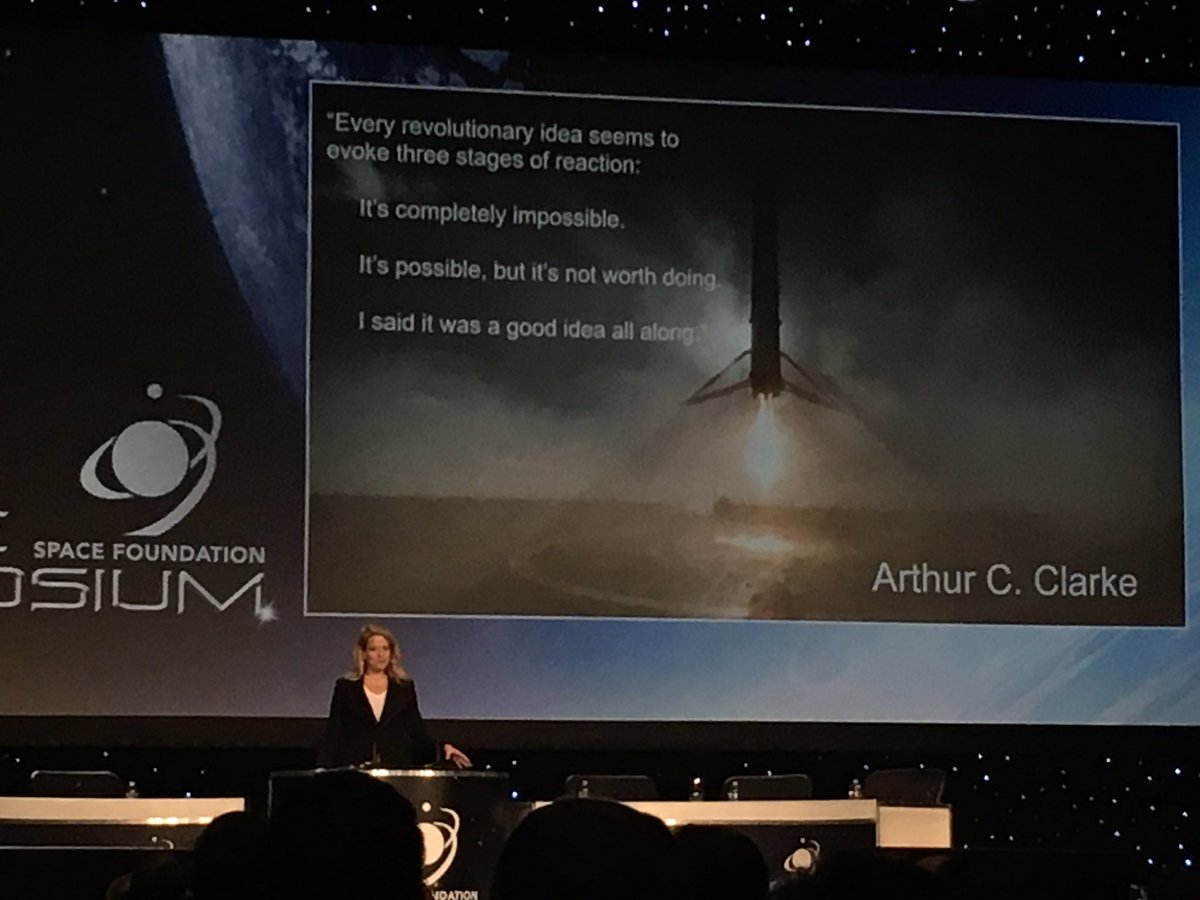 “Every revolutionary idea seems to
evoke three stages of reaction:
It's completely impossible.
It's possible, but it's not worth doing.
I said it was a good idea all along.”
Arthur C. Clarke
SPACE FOUNDATION
OSIUM
NDATION